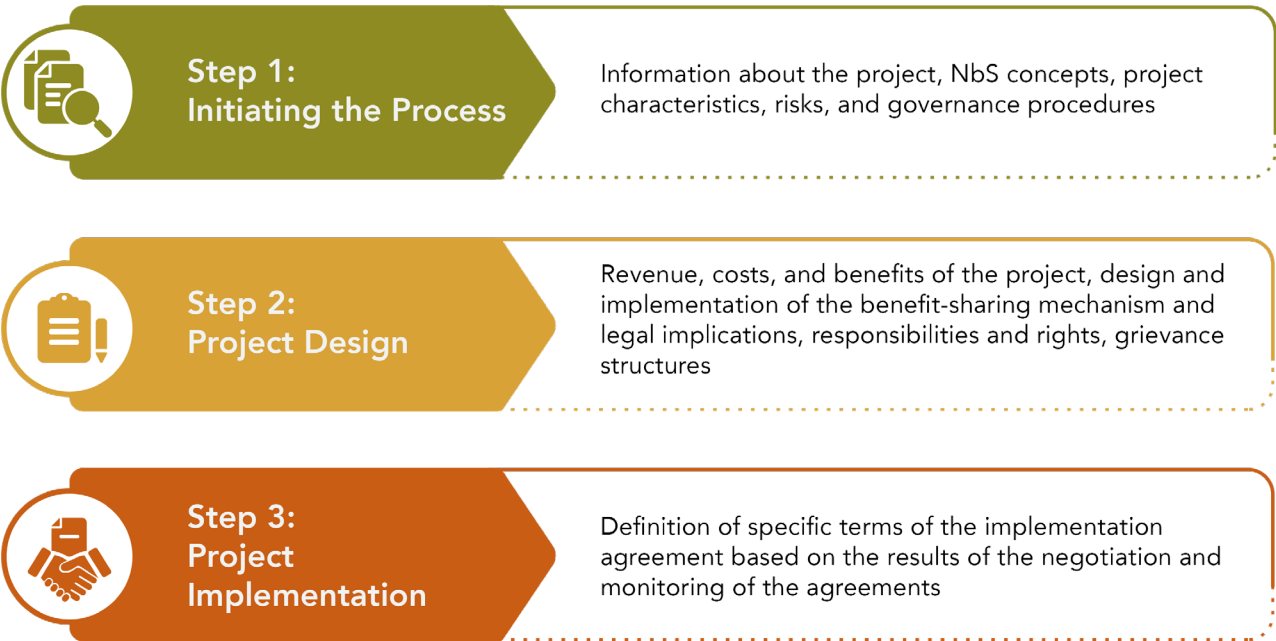 Step 1:
Initiating the Process
Information about the project, NbS concepts, project
characteristics, risks, and governance procedures
Step 2:
Project Design
Revenue, costs, and benefits of the project, design and
implementation of the benefit-sharing mechanism and
legal implications, responsibilities and rights, grievance
structures
Step 3:
Project
Implementation
Definition of specific terms of the implementation
agreement based on the results of the negotiation and
monitoring of the agreements